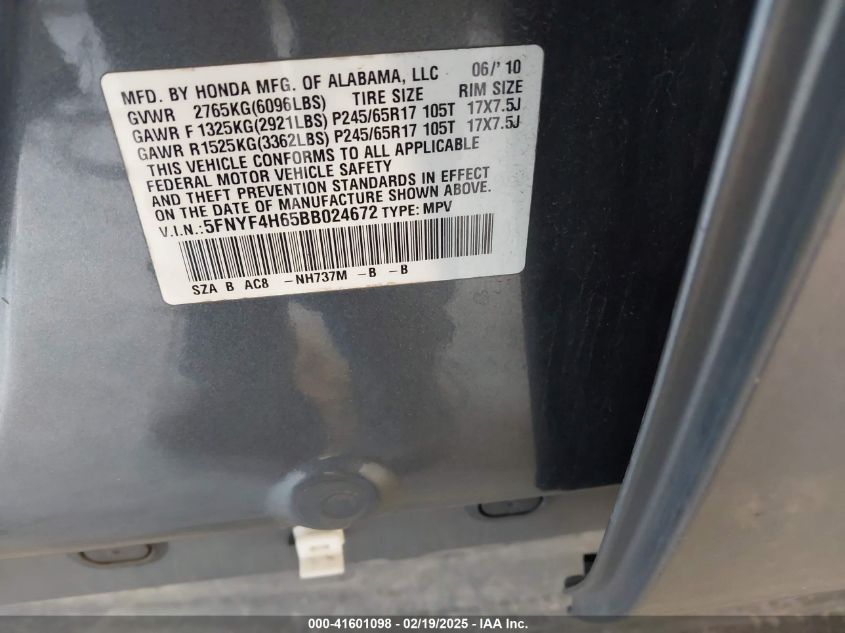 MFD. BY HONDA MFG. OF ALABAMA, LLC 06/'10
GVWR 2765KG(6096LBS) TIRE SIZE RIM SIZE
GAWR F 1325KG(2921LBS) P245/65R17 105T 17X7.5J
GAWR R1525KG(3362LBS) P245/65R17 105T 17X7.5J
THIS VEHICLE CONFORMS TO ALL APPLICABLE
FEDERAL MOTOR VEHICLE SAFETY
AND THEFT PREVENTION STANDARDS IN EFFECT
ON THE DATE OF MANUFACTURE SHOWN ABOVE.
V.I.N.:5FNYF4H65BB024672 TYPE: MPV
SZA B AC8 -NH737M -B -B
000-41601098 - 02/19/2025 - IAA Inc.